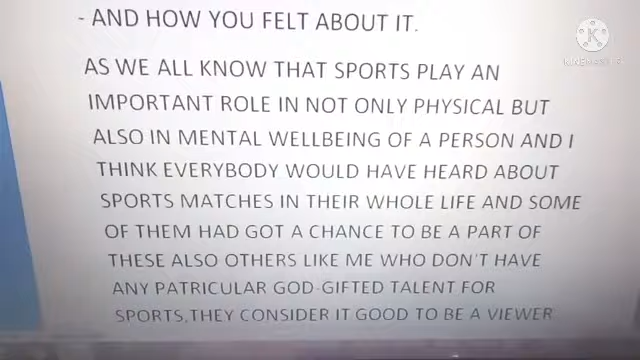 - AND HOW YOU FELT ABOUT IT.
KINEMASTER
AS WE ALL KNOW THAT SPORTS PLAY AN
IMPORTANT ROLE IN NOT ONLY PHYSICAL BUT
ALSO IN MENTAL WELLBEING OF A PERSON AND I
THINK EVERYBODY WOULD HAVE HEARD ABOUT
SPORTS MATCHES IN THEIR WHOLE LIFE AND SOME
OF THEM HAD GOT A CHANCE TO BE A PART OF
THESE ALSO OTHERS LIKE ME WHO DON'T HAVE
ANY PATRICULAR GOD-GIFTED TALENT FOR
SPORTS,THEY CONSIDER IT GOOD TO BE A VIEWER